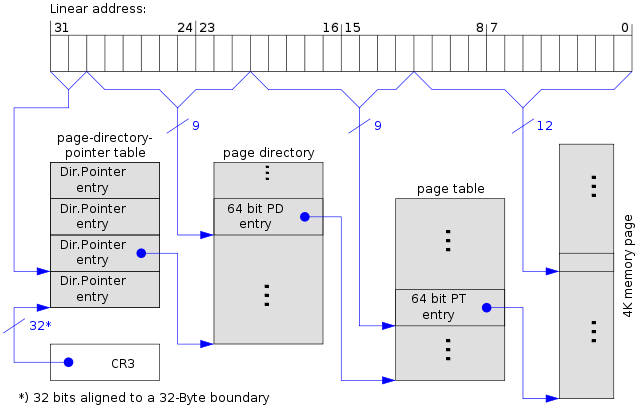 Linear address:
31 24 23 16 15 8 7 0
9 9 12
page-directory-
pointer table
page directory
page table
4K memory page
Dir.Pointer
entry
Dir.Pointer
entry
Dir.Pointer
entry
Dir.Pointer
entry
64 bit PD
entry
64 bit PT
entry
32*
CR3
*) 32 bits aligned to a 32-Byte boundary